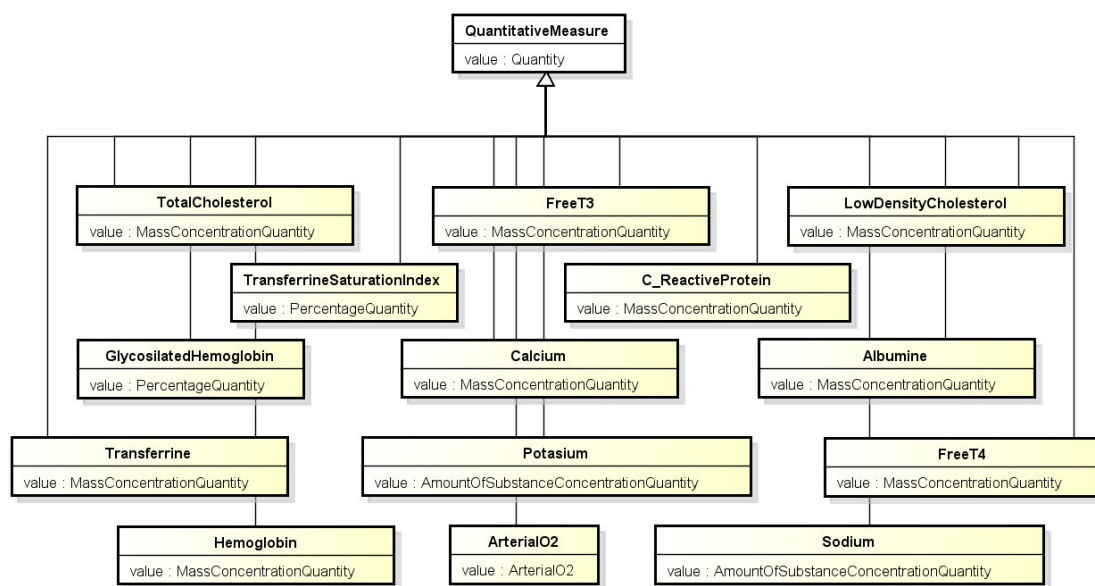 QuantitativeMeasure
value : Quantity
TotalCholesterol
value : MassConcentrationQuantity
FreeT3
value : MassConcentrationQuantity
LowDensityCholesterol
value : MassConcentrationQuantity
TransferrineSaturationIndex
value : PercentageQuantity
C_ReactiveProtein
value : MassConcentrationQuantity
GlycosilatedHemoglobin
value : PercentageQuantity
Calcium
value : MassConcentrationQuantity
Albumine
value : MassConcentrationQuantity
Transferrine
value : MassConcentrationQuantity
Potasium
value : AmountOfSubstanceConcentrationQuantity
FreeT4
value : MassConcentrationQuantity
Hemoglobin
value : MassConcentrationQuantity
ArterialO2
value : ArterialO2
Sodium
value : AmountOfSubstanceConcentrationQuantity